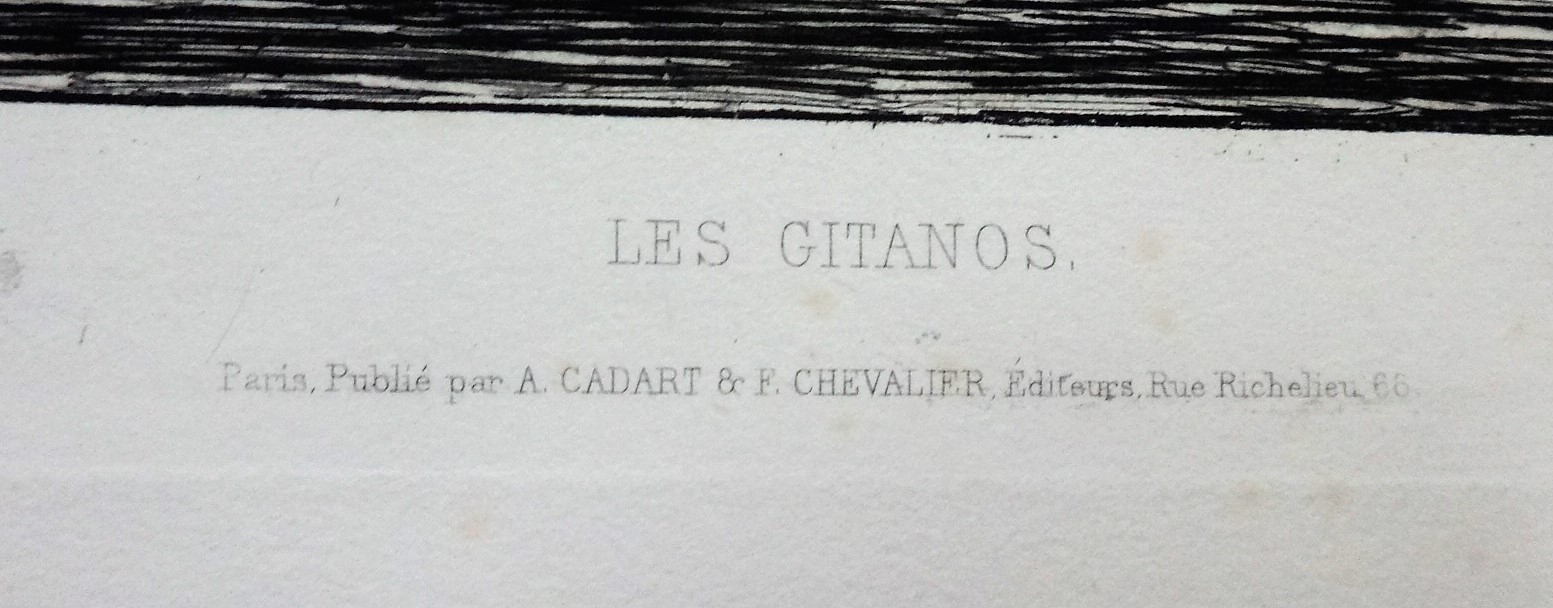 LES GITANOS.
Paris, Publié par A. CADART & F. CHEVALIER, Éditeurs, Rue Richelieu, 66.